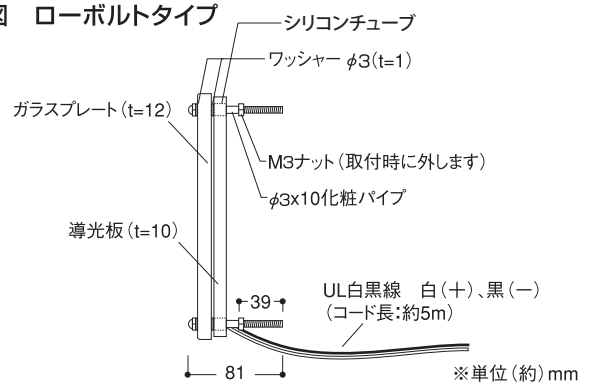 図 ローボルトタイプ
シリコンチューブ
ワッシャー φ3(t=1)
ガラスプレート(t=12)
M3ナット(取付時に外します)
φ3x10化粧パイプ
導光板(t=10)
39
UL白黒線 白(+)、黒(−)
(コード長:約5m)
81
※単位(約)mm